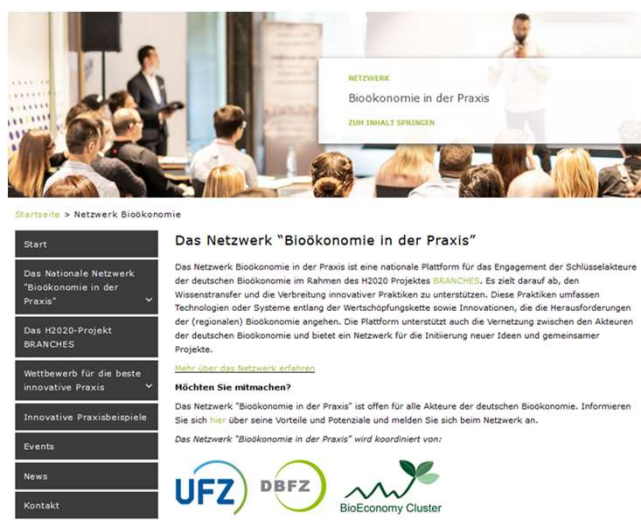 NETZWERK
Bioökonomie in der Praxis
ZUM INHALT SPRINGEN
Startseite > Netzwerk Bioökonomie
Start
Das Nationale Netzwerk
"Bioökonomie in der
Praxis"
Das H2020-Projekt
BRANCHES
Wettbewerb für die beste
innovative Praxis
Innovative Praxisbeispiele
Events
News
Kontakt
Das Netzwerk "Bioökonomie in der Praxis"
Das Netzwerk Bioökonomie in der Praxis ist eine nationale Plattform für das Engagement der Schlüsselakteure
der deutschen Bioökonomie im Rahmen des H2020 Projektes BRANCHES. Es zielt darauf ab, den
Wissenstransfer und die Verbreitung innovativer Praktiken zu unterstützen. Diese Praktiken umfassen
Technologien oder Systeme entlang der Wertschöpfungskette sowie Innovationen, die die Herausforderungen
der (regionalen) Bioökonomie angehen. Die Plattform unterstützt auch die Vernetzung zwischen den Akteuren
der deutschen Bioökonomie und bietet ein Netzwerk für die Initiierung neuer Ideen und gemeinsamer
Projekte.
Mehr über das Netzwerk erfahren
Möchten Sie mitmachen?
Das Netzwerk "Bioökonomie in der Praxis" ist offen für alle Akteure der deutschen Bioökonomie. Informieren
Sie sich hier über seine Vorteile und Potenziale und melden Sie sich beim Netzwerk an.
Das Netzwerk "Bioökonomie in der Praxis" wird koordiniert von:
UFZ
DBFZ
BioEconomy Cluster